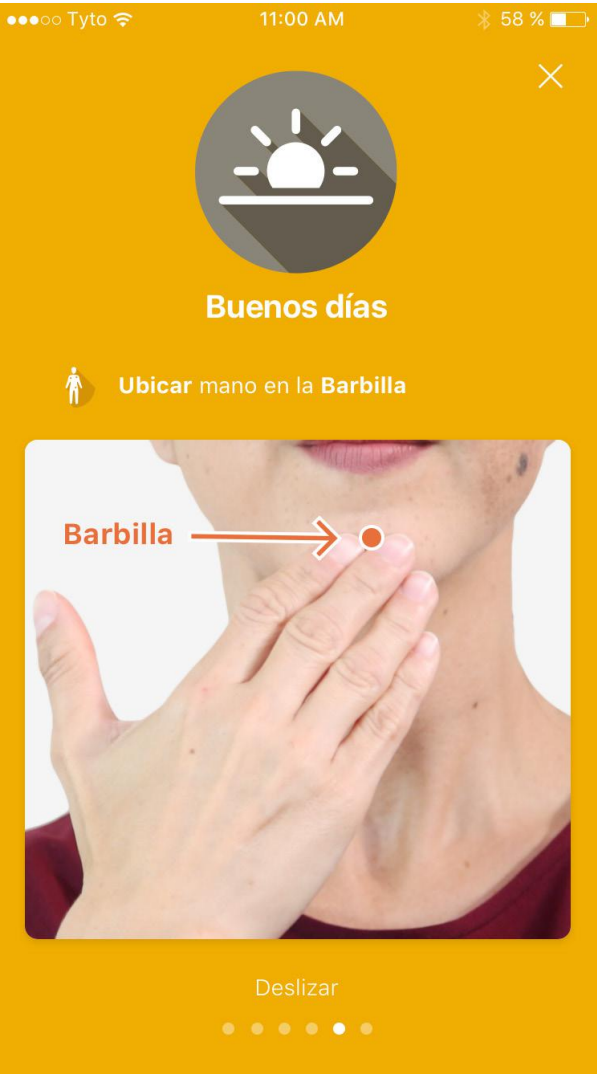 Tyto
11:00 AM
58 %
Buenos días
Ubicar mano en la Barbilla
Barbilla
Deslizar